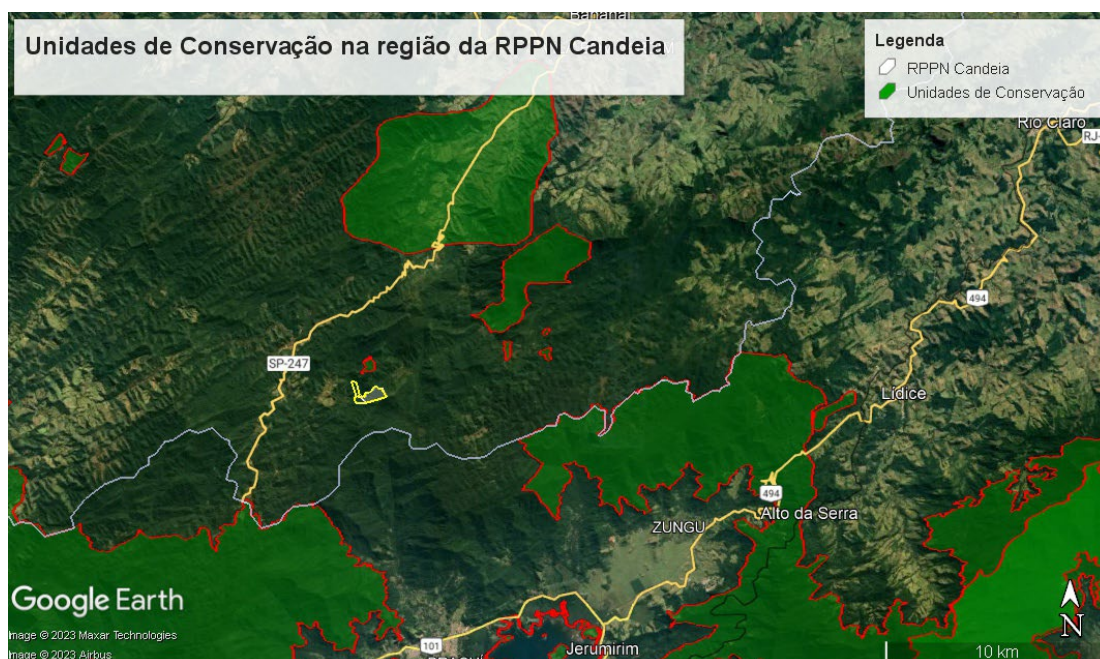 Bananal
Unidades de Conservação na região da RPPN Candeia
Legenda
RPPN Candeia
Unidades de Conservação
Rio Claro
RJ-
494
SP-247
Lídice
494
Alto da Serra
ZUNGU
Google Earth
Image © 2023 Maxar Technologies
Image © 2023 Airbus
101
Jerumirim
N
10 km